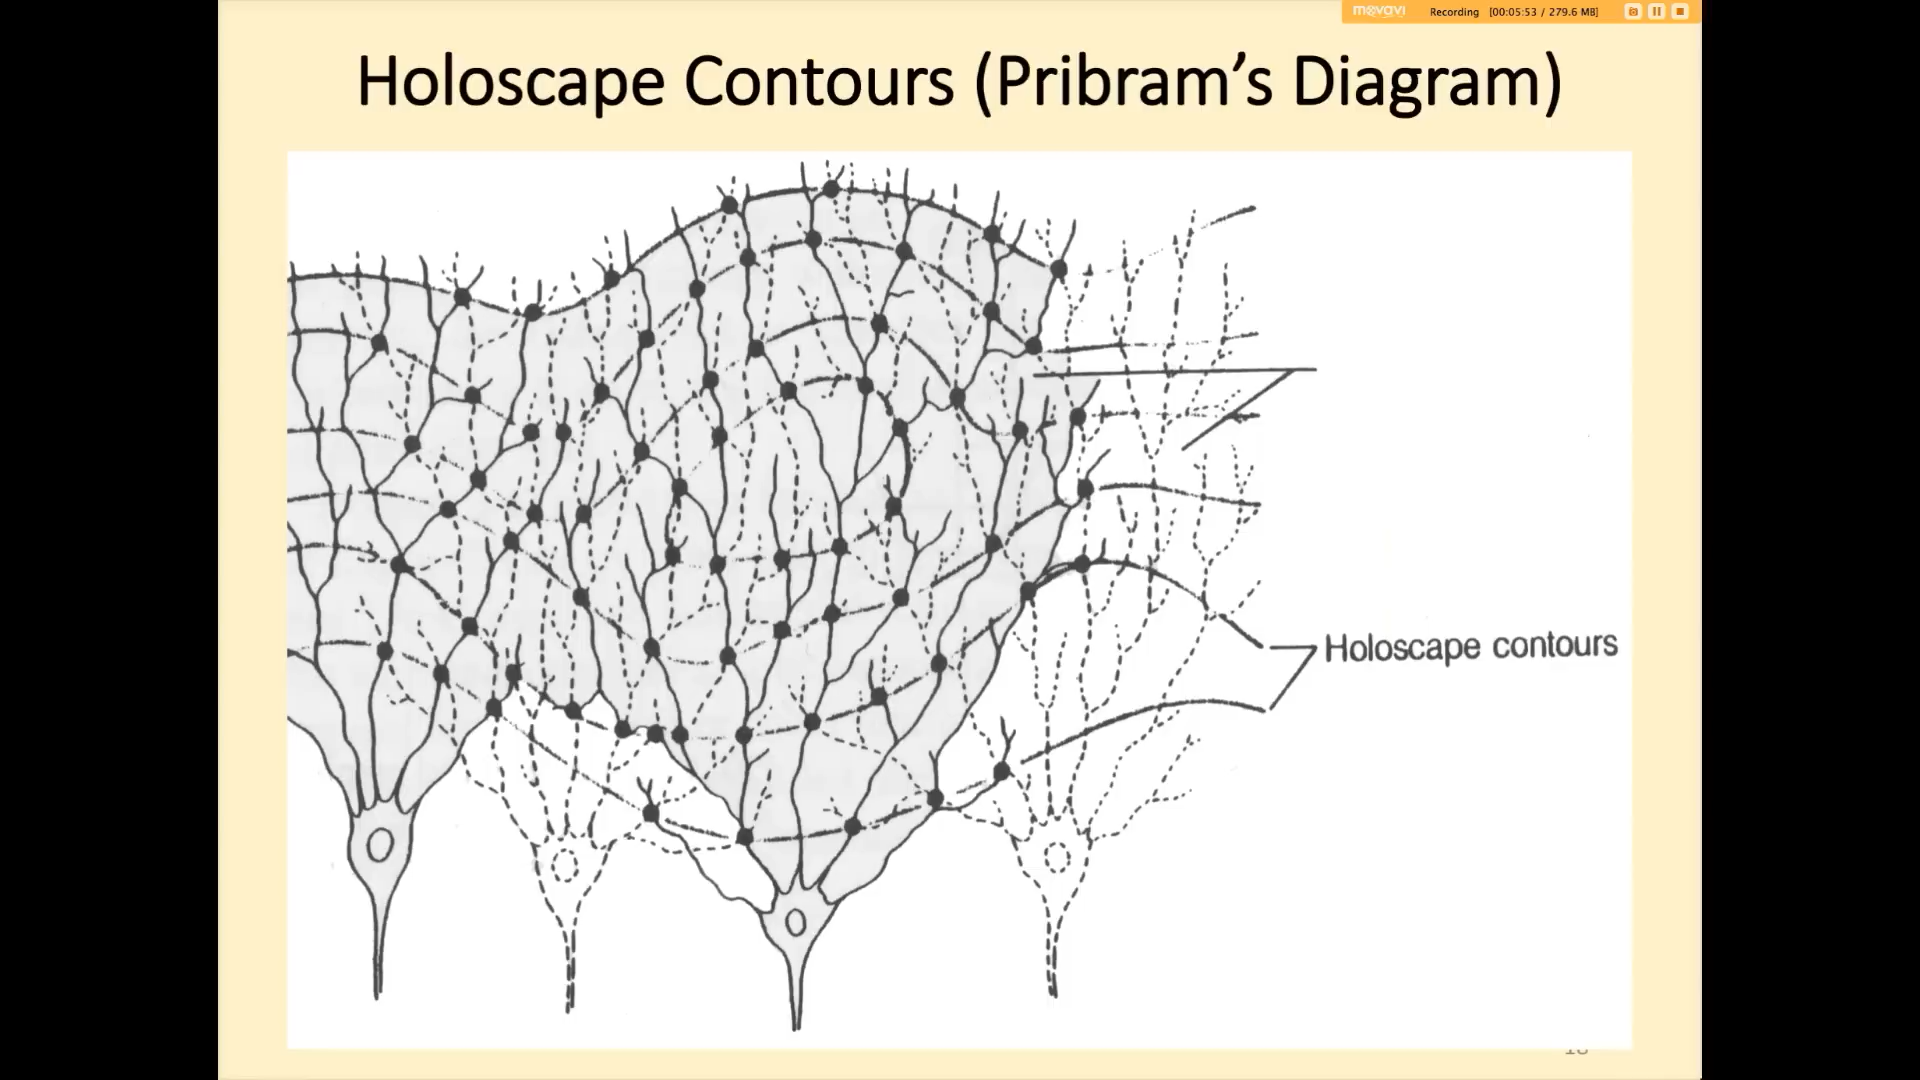 movavi Recording [00:05:53 / 279.6 MB]
Holoscape Contours (Pribram’s Diagram)
Holoscape contours